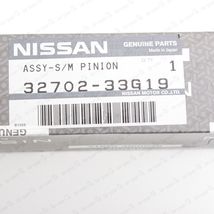 NISSAN
GENUINE PARTS
ASSY-S/M PINION 1
32702-33G19
NISSAN MOTOR CO.,LTD.